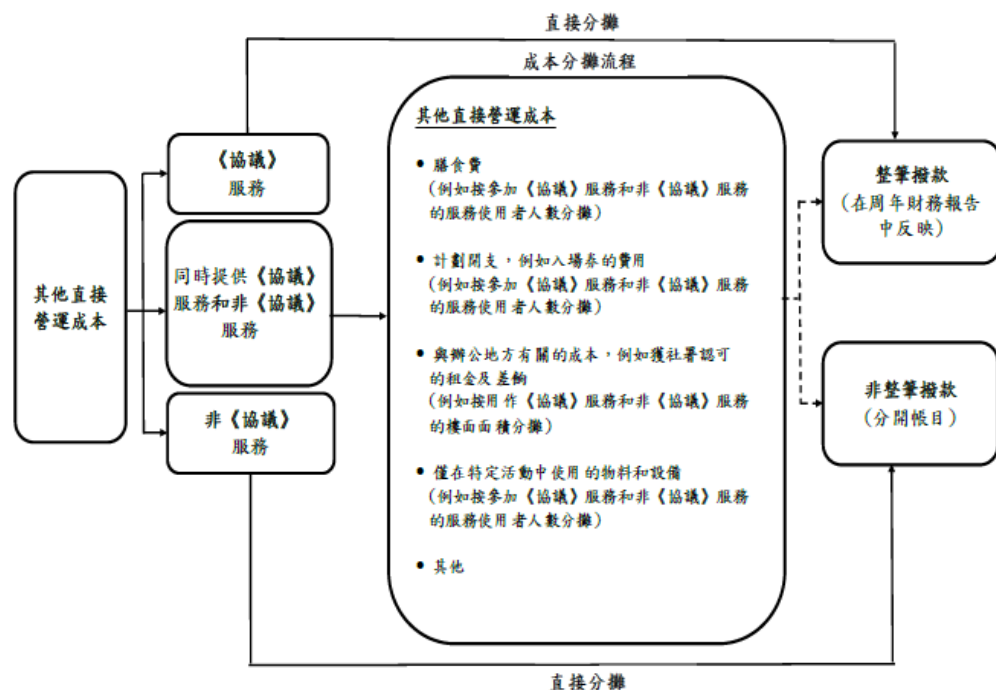 直接分攤
成本分攤流程
其他直接
營運成本
《協議》
服務
同時提供《協議》
服務和非《協議》
服務
非《協議》
服務
其他直接營運成本
• 膳食費
(例如按參加《協議》服務和非《協議》服務
的服務使用者人數分攤)
• 計劃開支，例如入場券的費用
(例如按參加《協議》服務和非《協議》服務
的服務使用者人數分攤)
• 與辦公地方有關的成本，例如獲社署認可
的租金及差餉
(例如按用作《協議》服務和非《協議》服務
的樓面面積分攤)
• 僅在特定活動中使用的物料和設備
(例如按參加《協議》服務和非《協議》服務
的服務使用者人數分攤)
• 其他
整筆撥款
(在周年財務報告
中反映)
非整筆撥款
(分開帳目)
直接分攤